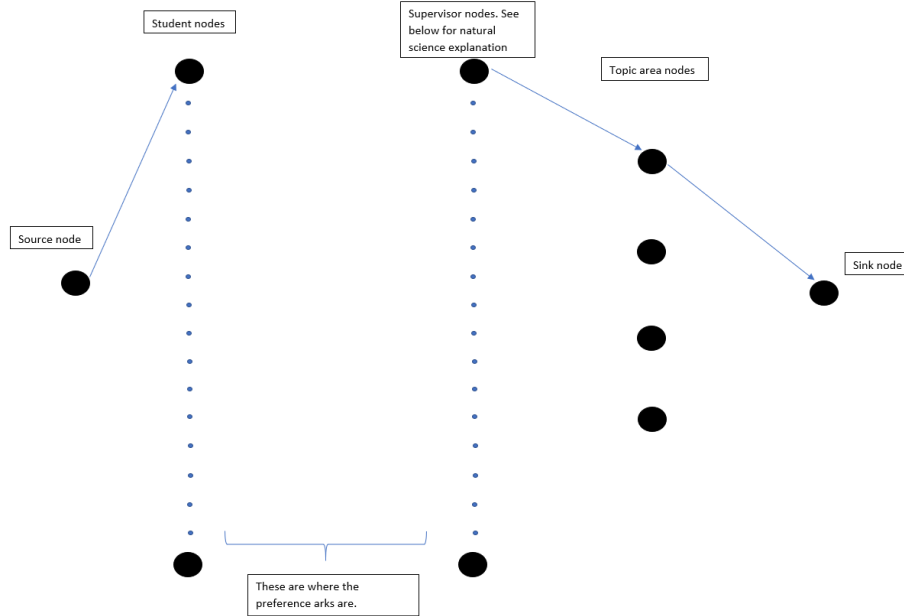 Student nodes
Supervisor nodes. See
below for natural
science explanation
Topic area nodes
Source node
Sink node
These are where the
preference arks are.